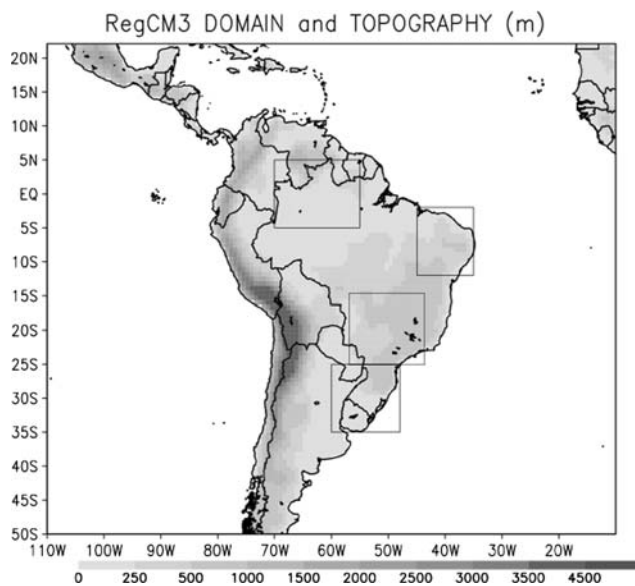 RegCM3 DOMAIN and TOPOGRAPHY (m)
20N
15N
10N
5N
EQ
5S
10S
15S
20S
25S
30S
35S
40S
45S
50S
110W 100W 90W 80W 70W 60W 50W 40W 30W 20W
0 250 500 1000 1500 2000 2500 3000 3500 4500